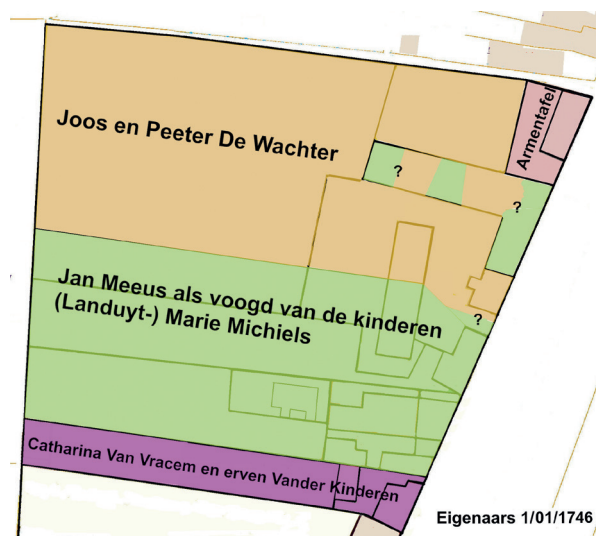 Armentafel
Joos en Peeter De Wachter
?
?
Jan Meeus als voogd van de kinderen
(Landuyt-) Marie Michiels
?
Catharina Van Vracem en erven Vander Kinderen
Eigenaars 1/01/1746